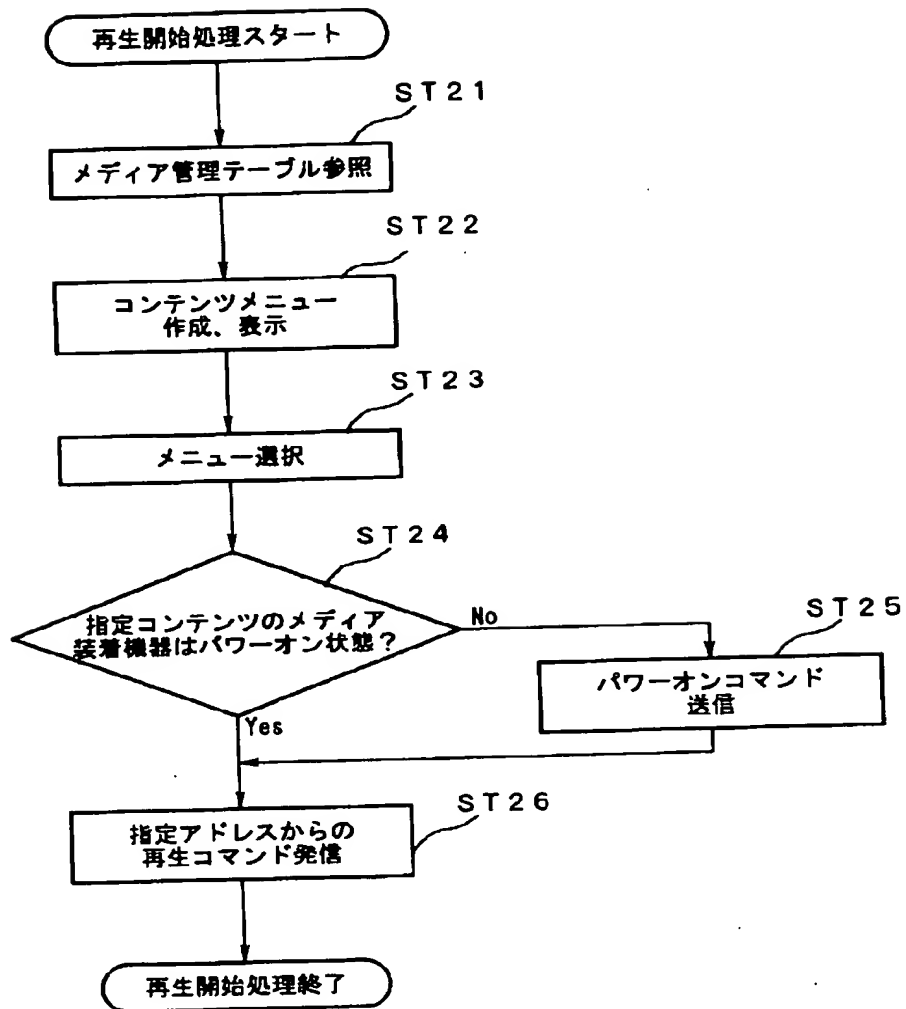 再生開始処理スタート
ST21
メディア管理テーブル参照
ST22
コンテンツメニュー
作成、表示
ST23
メニュー選択
ST24
指定コンテンツのメディア
装着機器はパワーオン状態?
No
ST25
パワーオンコマンド
送信
Yes
ST26
指定アドレスからの
再生コマンド発信
再生開始処理終了